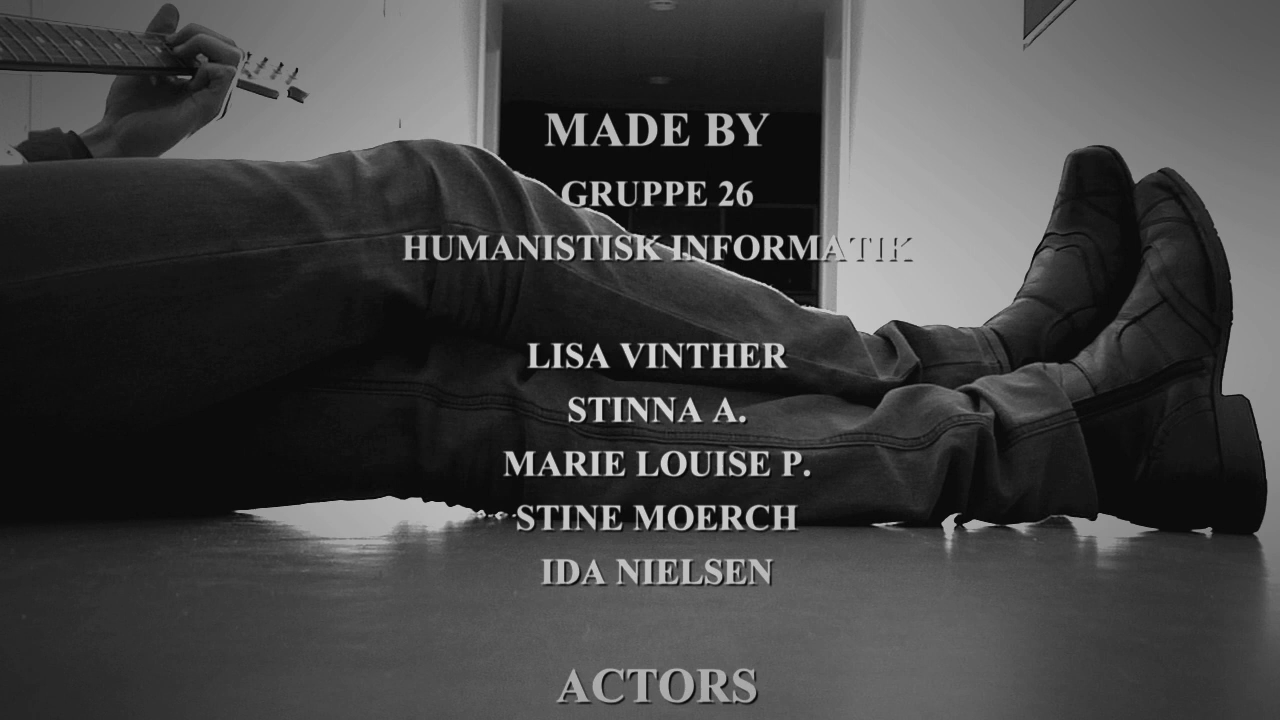 MADE BY
GRUPPE 26
HUMANISTISK INFORMATIK
LISA VINTHER
STINNA A.
MARIE LOUISE P.
STINE MOERCH
IDA NIELSEN
ACTORS